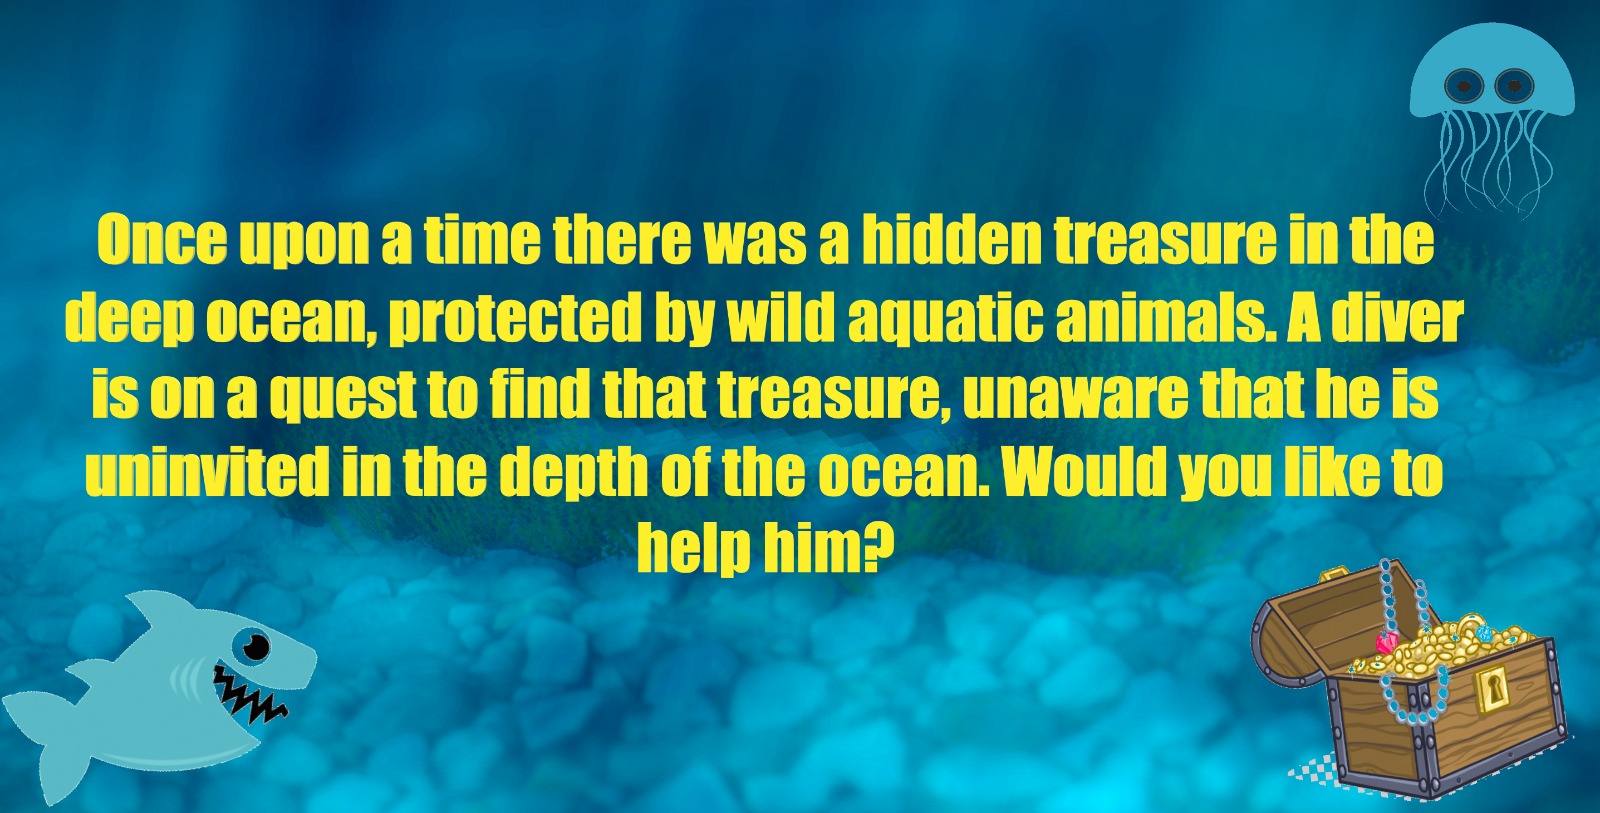 Once upon a time there was a hidden treasure in the
deep ocean, protected by wild aquatic animals. A diver
is on a quest to find that treasure, unaware that he is
uninvited in the depth of the ocean. Would you like to
help him?